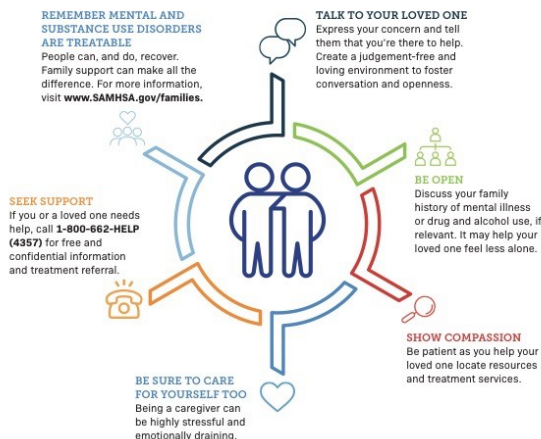 TALK TO YOUR LOVED ONE
Express your concern and tell
them that you're there to help.
Create a judgement-free and
loving environment to foster
conversation and openness.
BE OPEN
Discuss your family
history of mental illness
or drug and alcohol use, if
relevant. It may help your
loved one feel less alone.
SHOW COMPASSION
Be patient as you help your
loved one locate resources
and treatment services.
BE SURE TO CARE
FOR YOURSELF TOO
Being a caregiver can
be highly stressful and
emotionally draining.
SEEK SUPPORT
If you or a loved one needs
help, call 1-800-662-HELP
(4357) for free and
confidential information
and treatment referral.
REMEMBER MENTAL AND
SUBSTANCE USE DISORDERS
ARE TREATABLE
People can, and do, recover.
Family support can make all the
difference. For more information,
visit www.SAMHSA.gov/families.